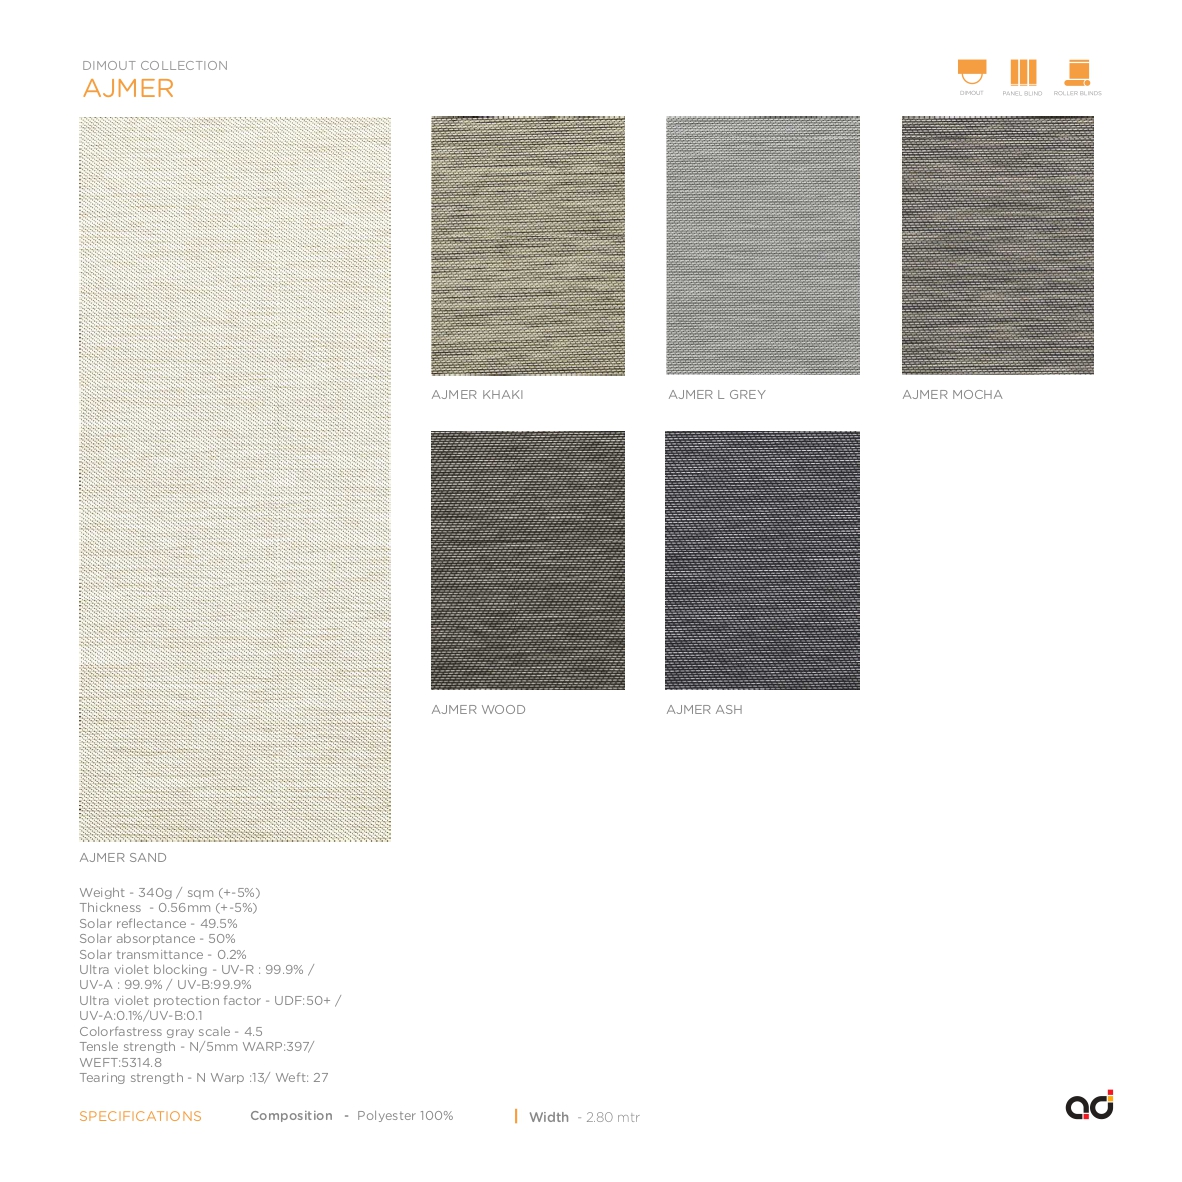 DIMOUT COLLECTION
AJMER
DIMOUT
PANEL BLIND
ROLLER BLINDS
AJMER KHAKI
AJMER L GREY
AJMER MOCHA
AJMER WOOD
AJMER ASH
AJMER SAND
Weight - 340g / sqm (+-5%)
Thickness - 0.56mm (+-5%)
Solar reflectance - 49.5%
Solar absorptance - 50%
Solar transmittance - 0.2%
Ultra violet blocking - UV-R : 99.9% /
UV-A : 99.9% / UV-B:99.9%
Ultra violet protection factor - UDF:50+ /
UV-A:0.1%/UV-B:0.1
Colorfastress gray scale - 4.5
Tensle strength - N/5mm WARP:397/
WEFT:5314.8
Tearing strength - N Warp :13/ Weft: 27
SPECIFICATIONS
Composition - Polyester 100%
Width - 2.80 mtr
ad